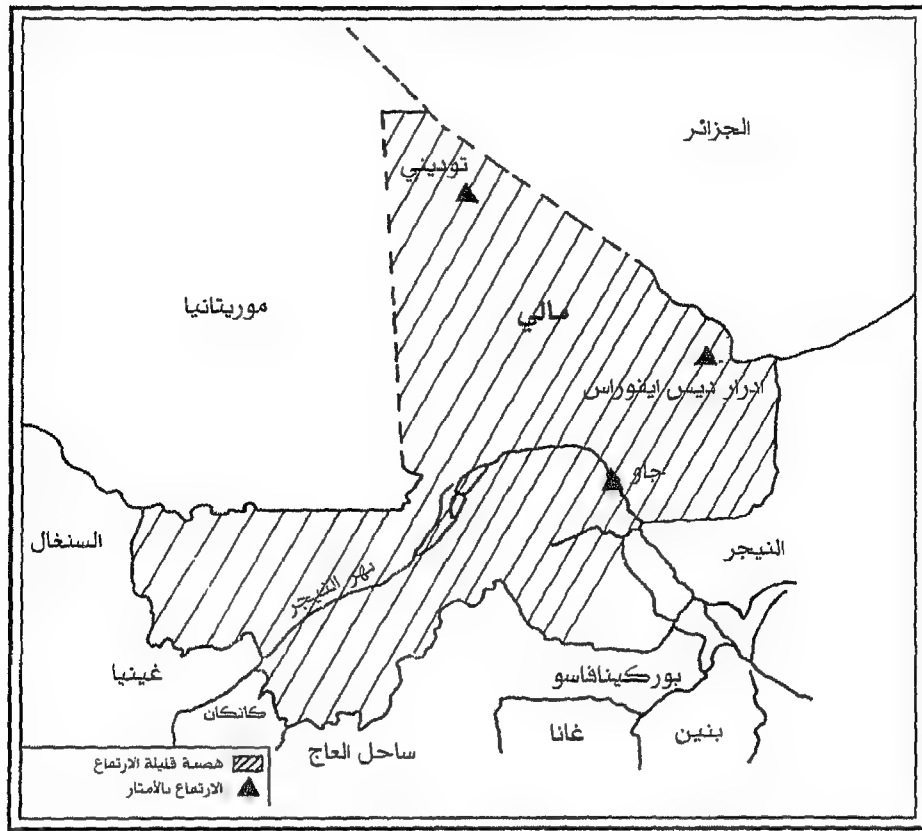 الجزائر
توديني
موريتانيا
مالي
ادرار ديس ايفوراس
جاو
السنغال
النيجر
نهر النيجر
غينيا
بوركينافاسو
كانكان
ساحل العاج
غانا
بنين
هضبة قليلة الارتفاع
الارتفاع بالأمتار